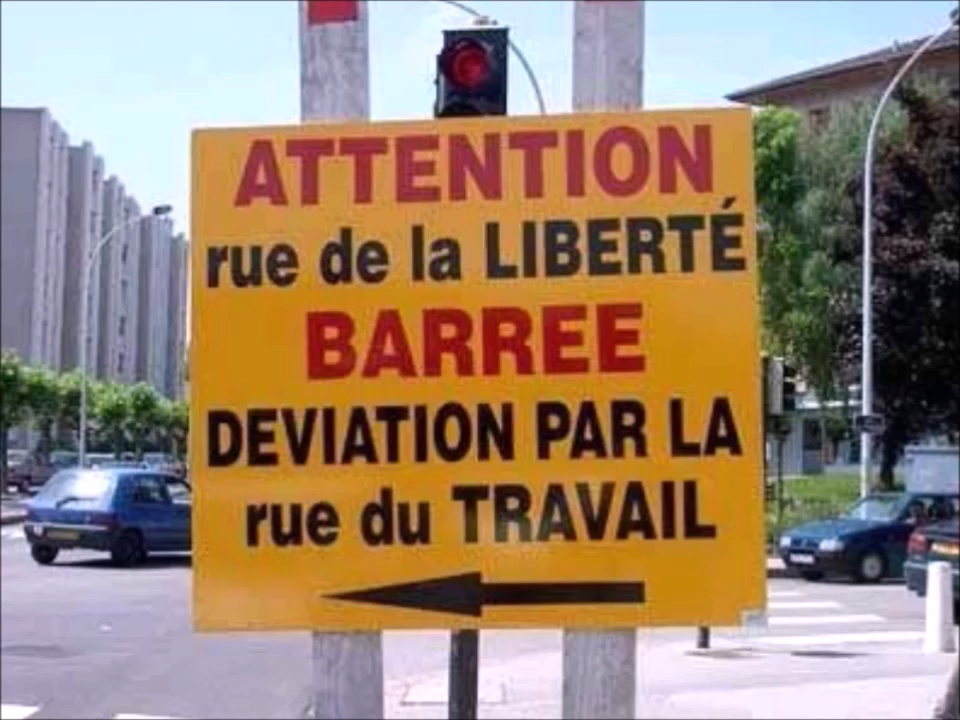 ATTENTION
rue de la LIBERTÉ
BARREE
DEVIATION PAR LA
rue du TRAVAIL